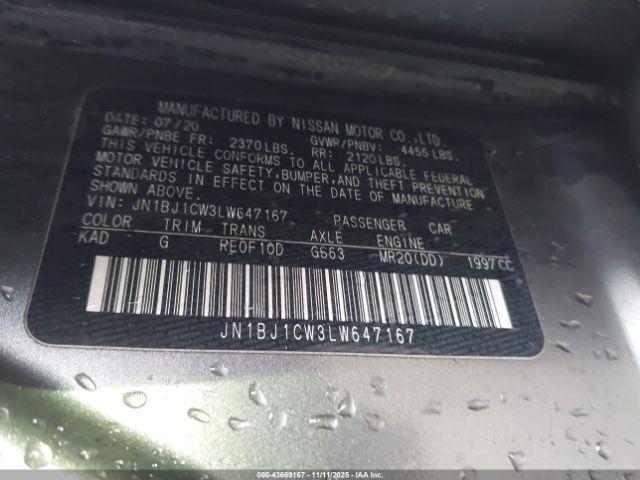 MANUFACTURED BY NISSAN MOTOR CO.,LTD.
DATE: 07/20 GVWR/PNBV: 4455 LBS.
GAWR/PNBE FR: 2370LBS. RR: 2120LBS.
THIS VEHICLE CONFORMS TO ALL APPLICABLE FEDERAL
MOTOR VEHICLE SAFETY,BUMPER,AND THEFT PREVENTION
STANDARDS IN EFFECT ON THE DATE OF MANUFACTURE
SHOWN ABOVE.
VIN: JN1BJ1CW3LW647167 PASSENGER CAR
COLOR TRIM TRANS AXLE ENGINE
KAD G RE0F10D G663 MR20(DD) 1997CC
JN1BJ1CW3LW647167
000-43669167 - 11/11/2025 - IAA Inc.